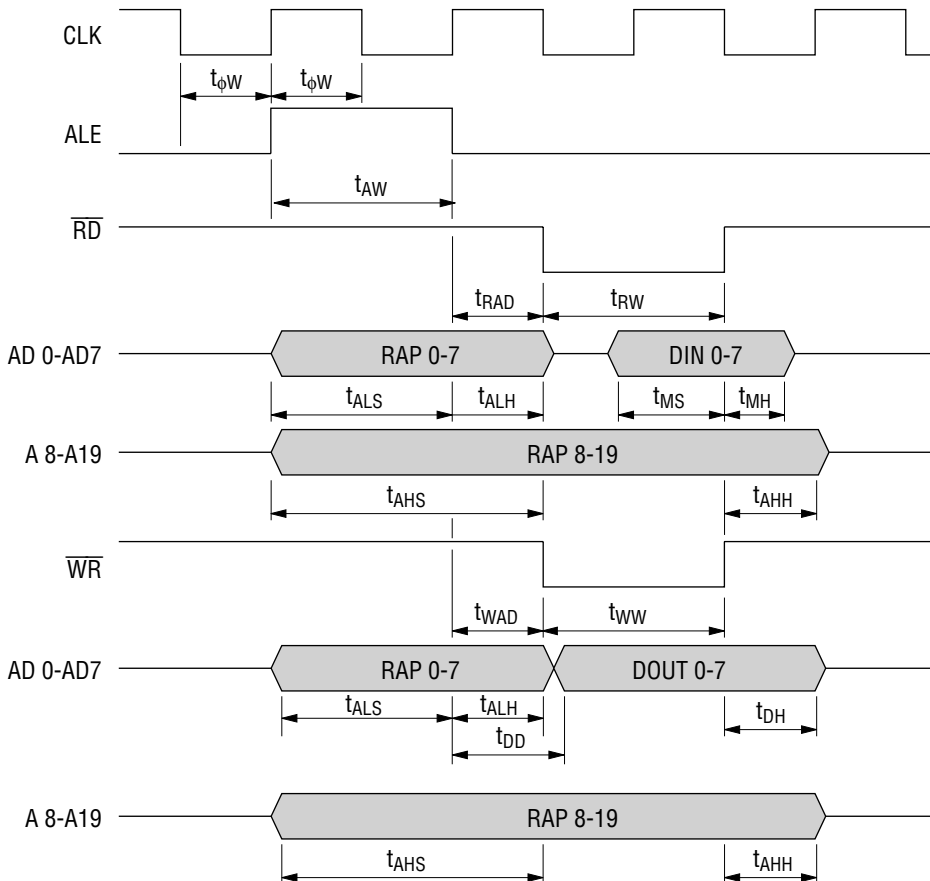 CLK
tϕW tϕW
ALE
tAW
RD
tRAD tRW
AD 0-AD7 RAP 0-7 DIN 0-7
tALS tALH tMS tMH
A 8-A19 RAP 8-19
tAHS tAHH
WR
tWAD tWW
AD 0-AD7 RAP 0-7 DOUT 0-7
tALS tALH tDH
tDD
A 8-A19 RAP 8-19
tAHS tAHH